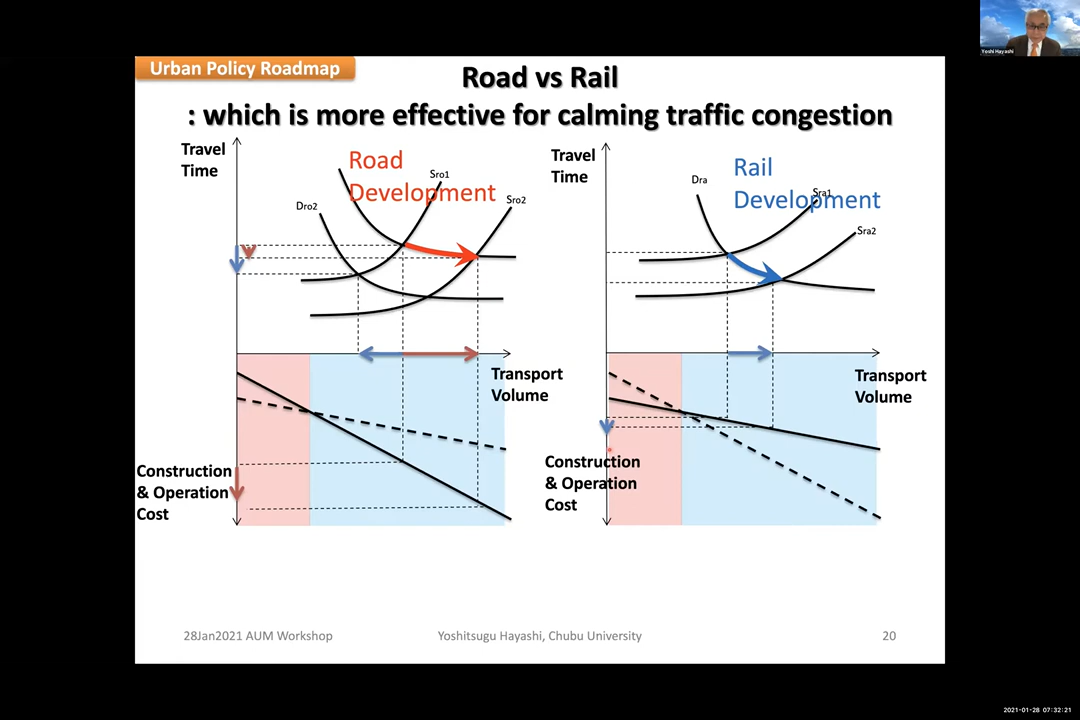 Urban Policy Roadmap
Road vs Rail
: which is more effective for calming traffic congestion
Travel
Time
Road
Development
Sro1
Sro2
Dro2
Transport
Volume
Construction
& Operation
Cost
Travel
Time
Rail
Development
Dra
Sra1
Sra2
Transport
Volume
Construction
& Operation
Cost
28Jan2021 AUM Workshop
Yoshitsugu Hayashi, Chubu University
20
Yoshi Hayashi
2021-01-28 07:32:21